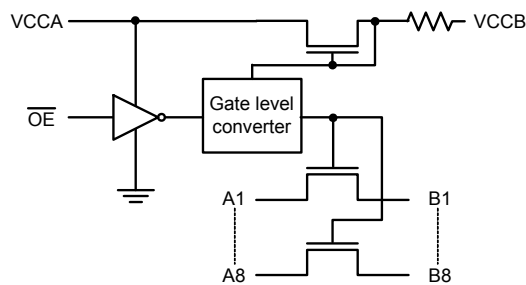 VCCA
VCCB
OE
Gate level
converter
A1
B1
A8
B8